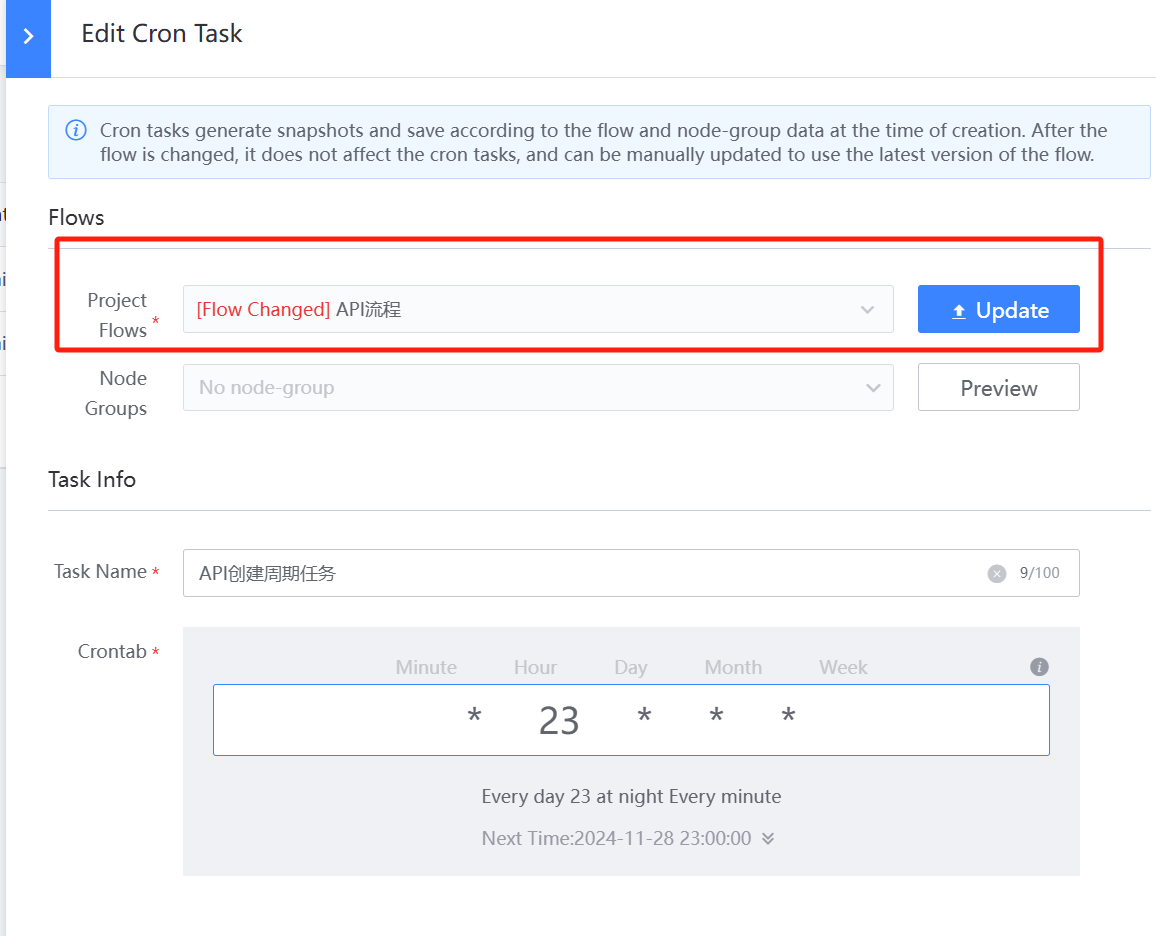 Edit Cron Task
Cron tasks generate snapshots and save according to the flow and node-group data at the time of creation. After the
flow is changed, it does not affect the cron tasks, and can be manually updated to use the latest version of the flow.
Flows
Project
Flows *
[Flow Changed] API流程
Update
Node
Groups
No node-group
Preview
Task Info
Task Name *
API创建周期任务
9/100
Crontab *
Minute Hour Day Month Week
* 23 * * *
Every day 23 at night Every minute
Next Time:2024-11-28 23:00:00